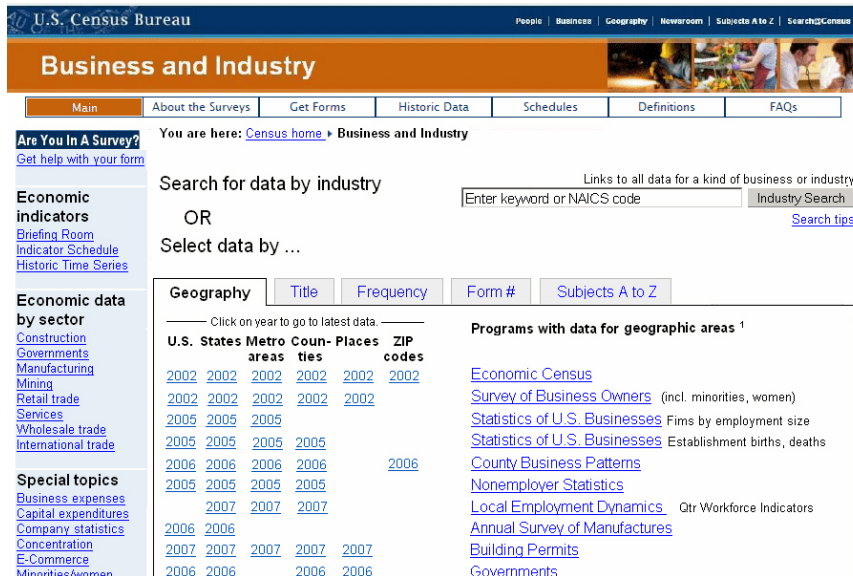 U.S. Census Bureau
People | Business | Geography | Newsroom | Subjects A to Z | Search@Census
Business and Industry
Main About the Surveys Get Forms Historic Data Schedules Definitions FAQs
Are You In A Survey?
Get help with your form
Economic
indicators
Briefing Room
Indicator Schedule
Historic Time Series
Economic data
by sector
Construction
Governments
Manufacturing
Mining
Retail trade
Services
Wholesale trade
International trade
Special topics
Business expenses
Capital expenditures
Company statistics
Concentration
E-Commerce
Minorities/women
You are here: Census home Business and Industry
Search for data by industry
OR
Select data by ...
Links to all data for a kind of business or industry
Enter keyword or NAICS code Industry Search
Search tips
Geography Title Frequency Form # Subjects A to Z
Click on year to go to latest data.
U.S. States Metro Coun- Places ZIP
areas ties codes
Programs with data for geographic areas 1
2002 2002 2002 2002 2002 2002 Economic Census
2002 2002 2002 2002 2002 Survey of Business Owners (incl. minorities, women)
2005 2005 2005 Statistics of U.S. Businesses Fims by employment size
2005 2005 2005 2005 Statistics of U.S. Businesses Establishment births, deaths
2006 2006 2006 2006 2006 County Business Patterns
2005 2005 2005 2005 Nonemployer Statistics
2007 2007 2007 Local Employment Dynamics Qtr Workforce Indicators
2006 2006 Annual Survey of Manufactures
2007 2007 2007 2007 2007 Building Permits
2006 2006 2006 2006 Governments